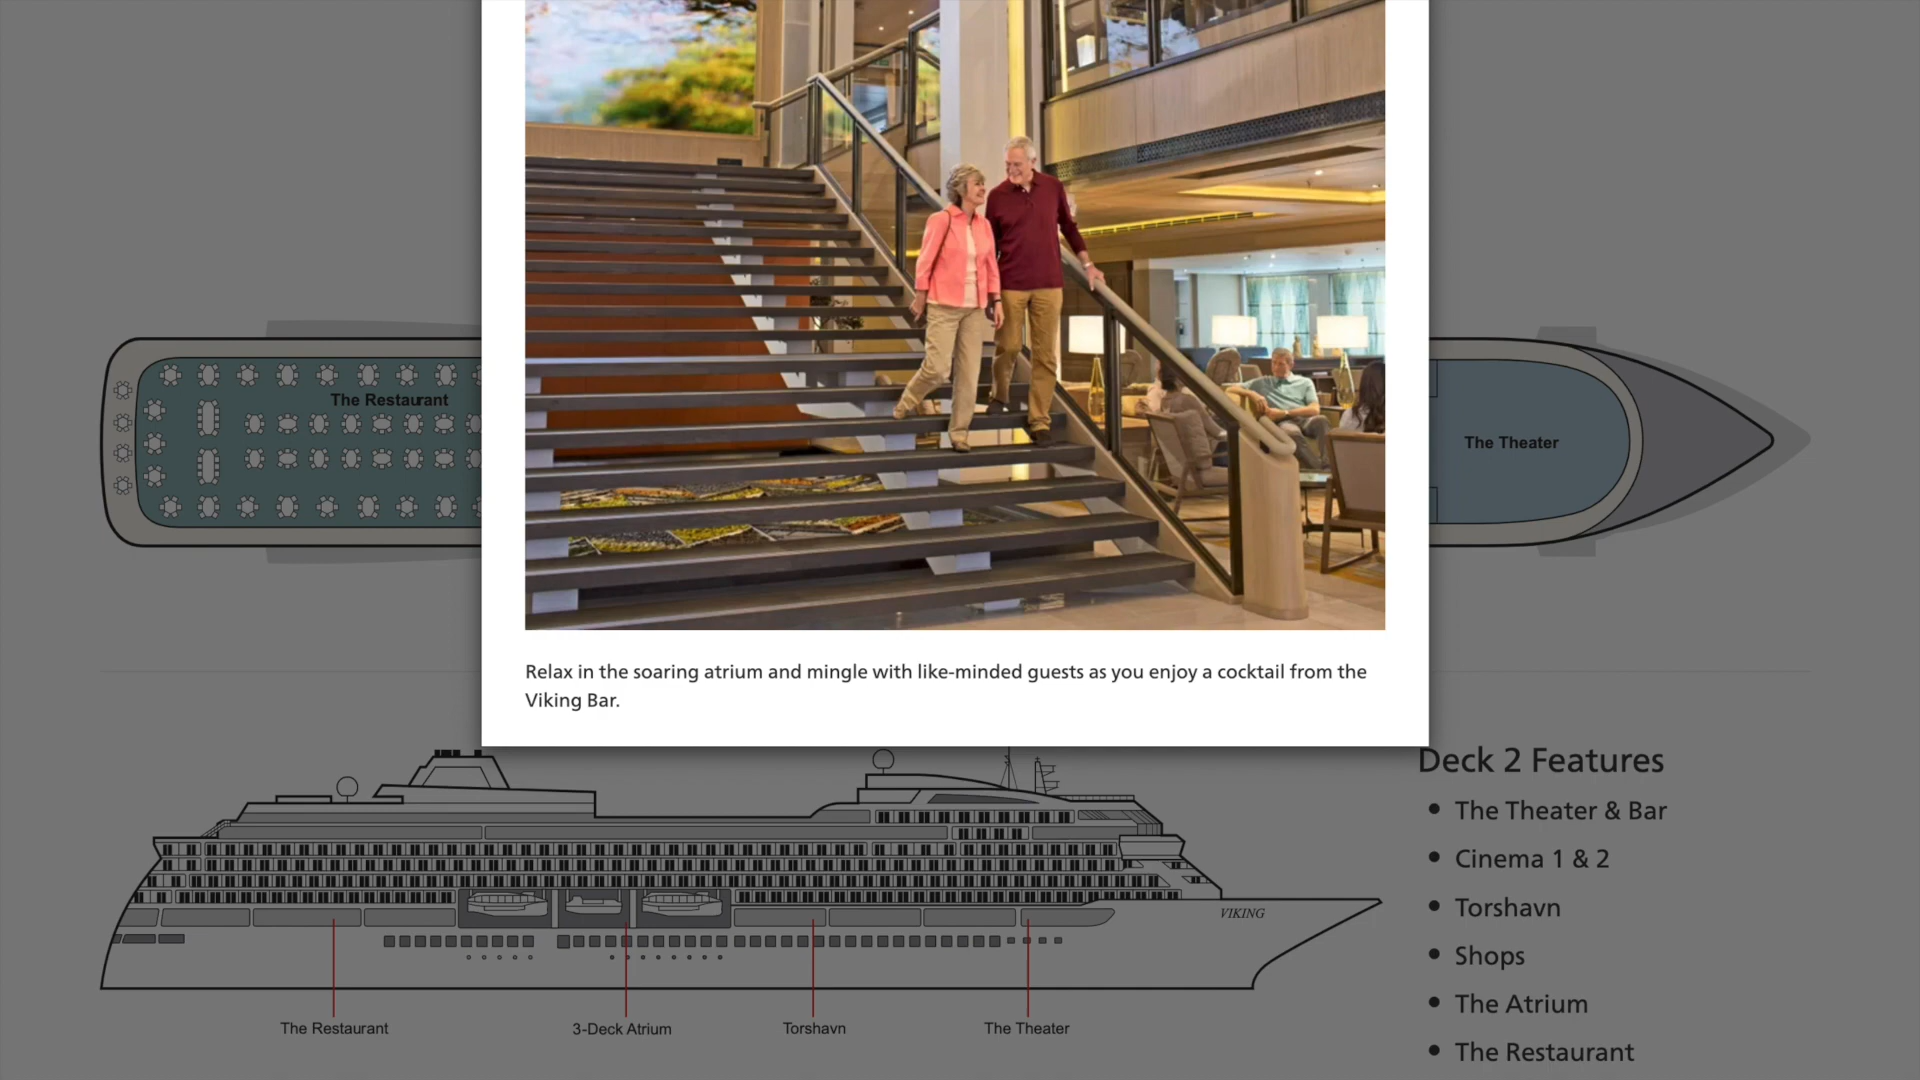 The Restaurant
The Theater
Relax in the soaring atrium and mingle with like-minded guests as you enjoy a cocktail from the
Viking Bar.
VIKING
The Restaurant
3-Deck Atrium
Torshavn
The Theater
Deck 2 Features
• The Theater & Bar
• Cinema 1 & 2
• Torshavn
• Shops
• The Atrium
• The Restaurant